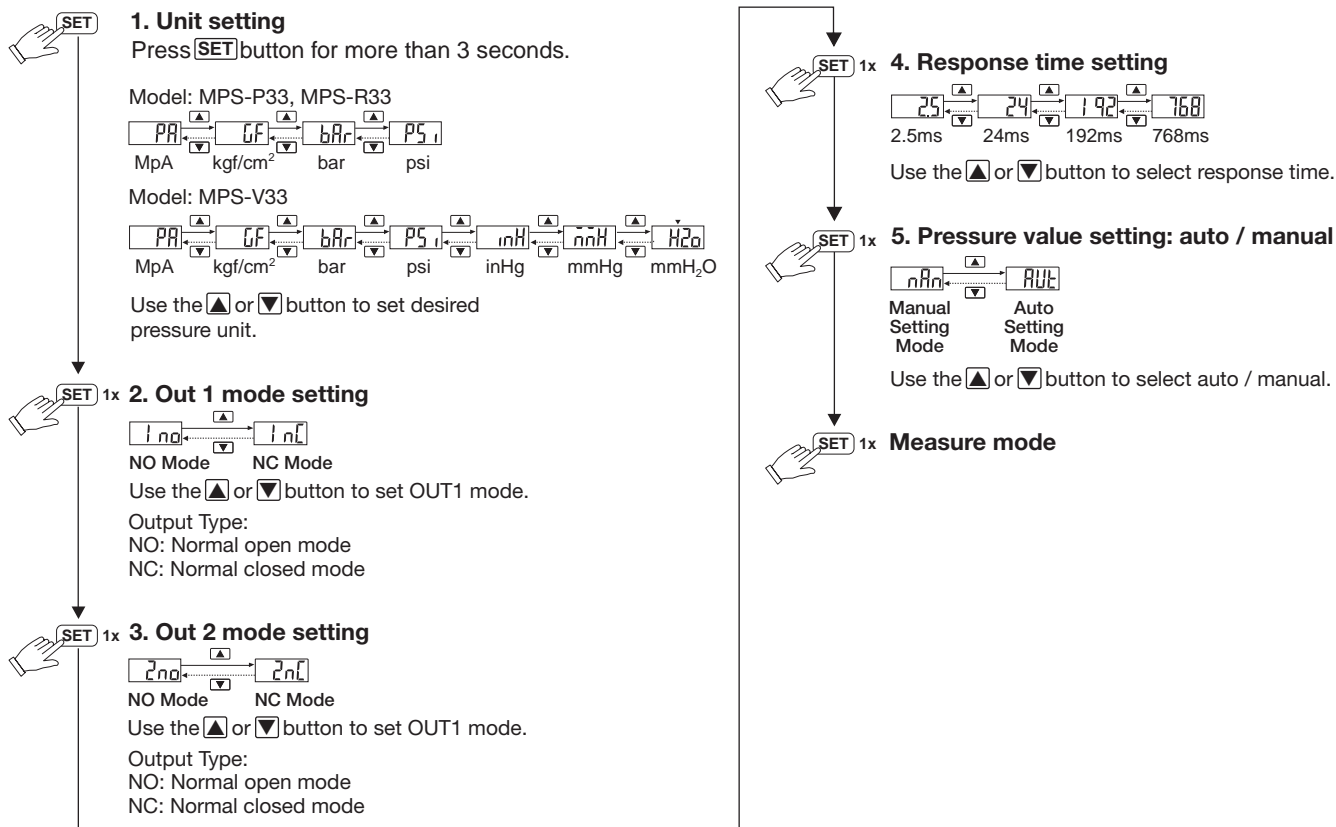 SET
1. Unit setting
Press SET button for more than 3 seconds.
Model: MPS-P33, MPS-R33
▲ ▲ ▲
PA GF bAr PSi
▼ ▼ ▼
MpA kgf/cm² bar psi
Model: MPS-V33
▲ ▲ ▲ ▲ ▲ ▲
PA GF bAr PSi inH mmH H2o
▼ ▼ ▼ ▼ ▼ ▼
MpA kgf/cm² bar psi inHg mmHg mmH₂O
Use the ▲ or ▼ button to set desired
pressure unit.
SET 1x 2. Out 1 mode setting
▲
1no 1nC
▼
NO Mode NC Mode
Use the ▲ or ▼ button to set OUT1 mode.
Output Type:
NO: Normal open mode
NC: Normal closed mode
SET 1x 3. Out 2 mode setting
▲
2no 2nC
▼
NO Mode NC Mode
Use the ▲ or ▼ button to set OUT1 mode.
Output Type:
NO: Normal open mode
NC: Normal closed mode
SET 1x 4. Response time setting
▲ ▲ ▲
2.5 24 192 768
▼ ▼ ▼
2.5ms 24ms 192ms 768ms
Use the ▲ or ▼ button to select response time.
SET 1x 5. Pressure value setting: auto / manual
▲
nAn AUt
▼
Manual Auto
Setting Setting
Mode Mode
Use the ▲ or ▼ button to select auto / manual.
SET 1x Measure mode